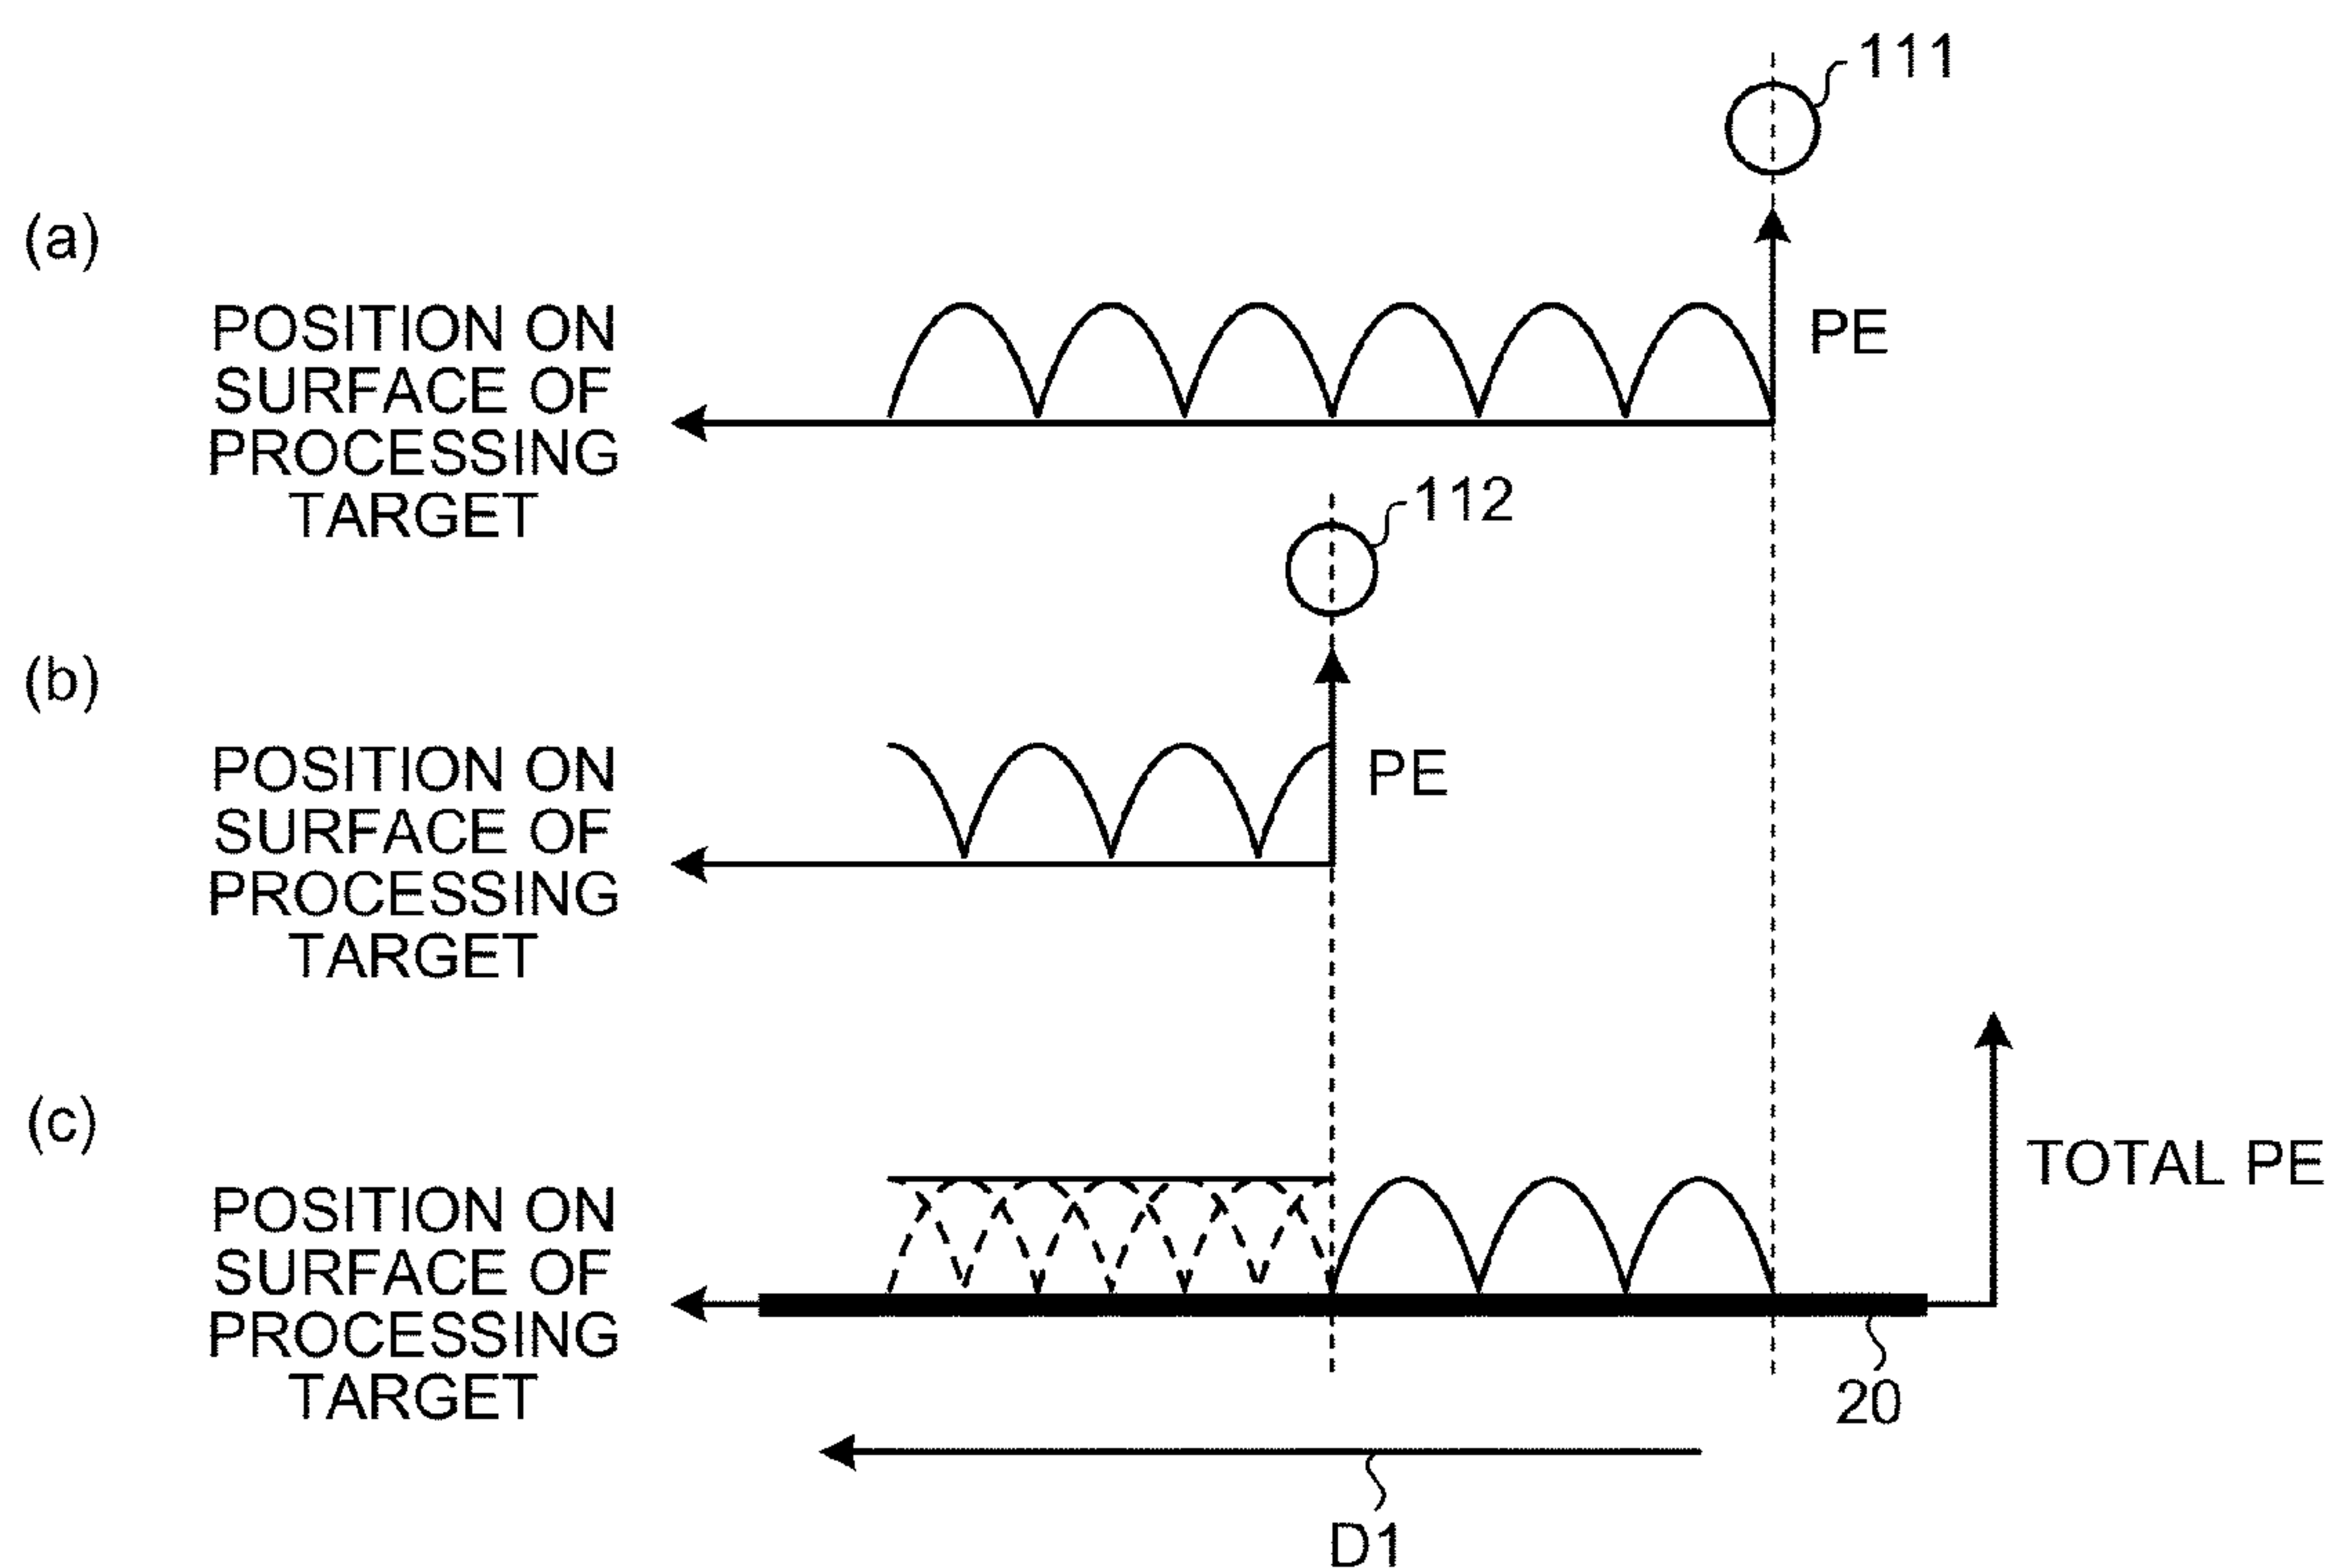 111
(a)
POSITION ON
SURFACE OF
PROCESSING
TARGET
PE
112
(b)
POSITION ON
SURFACE OF
PROCESSING
TARGET
PE
(c)
POSITION ON
SURFACE OF
PROCESSING
TARGET
TOTAL PE
20
D1